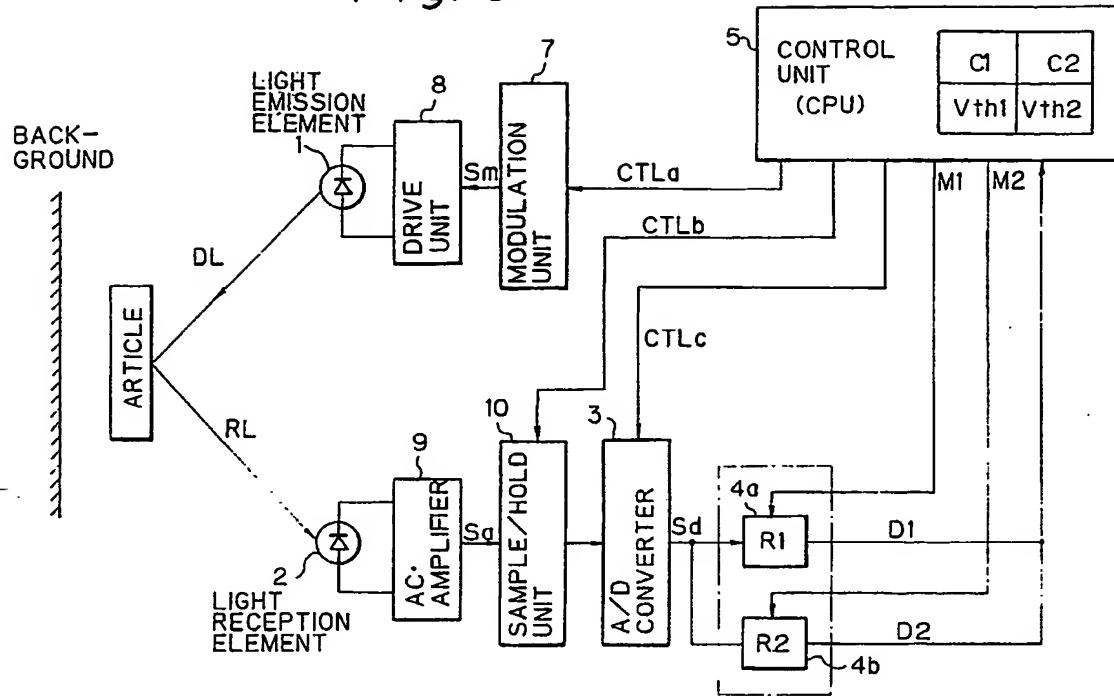 5
CONTROL
UNIT
(CPU)
C1
C2
Vth1
Vth2
7
LIGHT
EMISSION
ELEMENT
1
8
BACK-
GROUND
DRIVE
UNIT
Sm
MODULATION
UNIT
CTLa
M1
M2
CTLb
DL
ARTICLE
CTLc
RL
10
3
9
4a
AC·
AMPLIFIER
Sa
SAMPLE/HOLD
UNIT
A/D
CONVERTER
Sd
R1
D1
2
LIGHT
RECEPTION
ELEMENT
R2
D2
4b